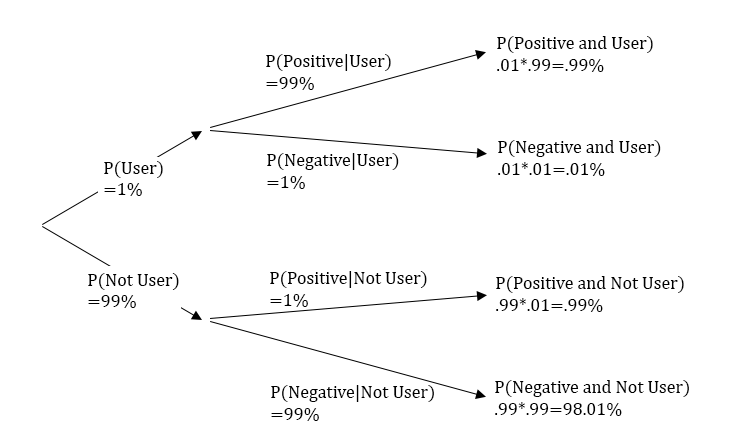 P(Positive and User)
.01*.99=.99%
P(Positive|User)
=99%
P(Negative and User)
.01*.01=.01%
P(Negative|User)
=1%
P(User)
=1%
P(Not User)
=99%
P(Positive|Not User)
=1%
P(Positive and Not User)
.99*.01=.99%
P(Negative|Not User)
=99%
P(Negative and Not User)
.99*.99=98.01%